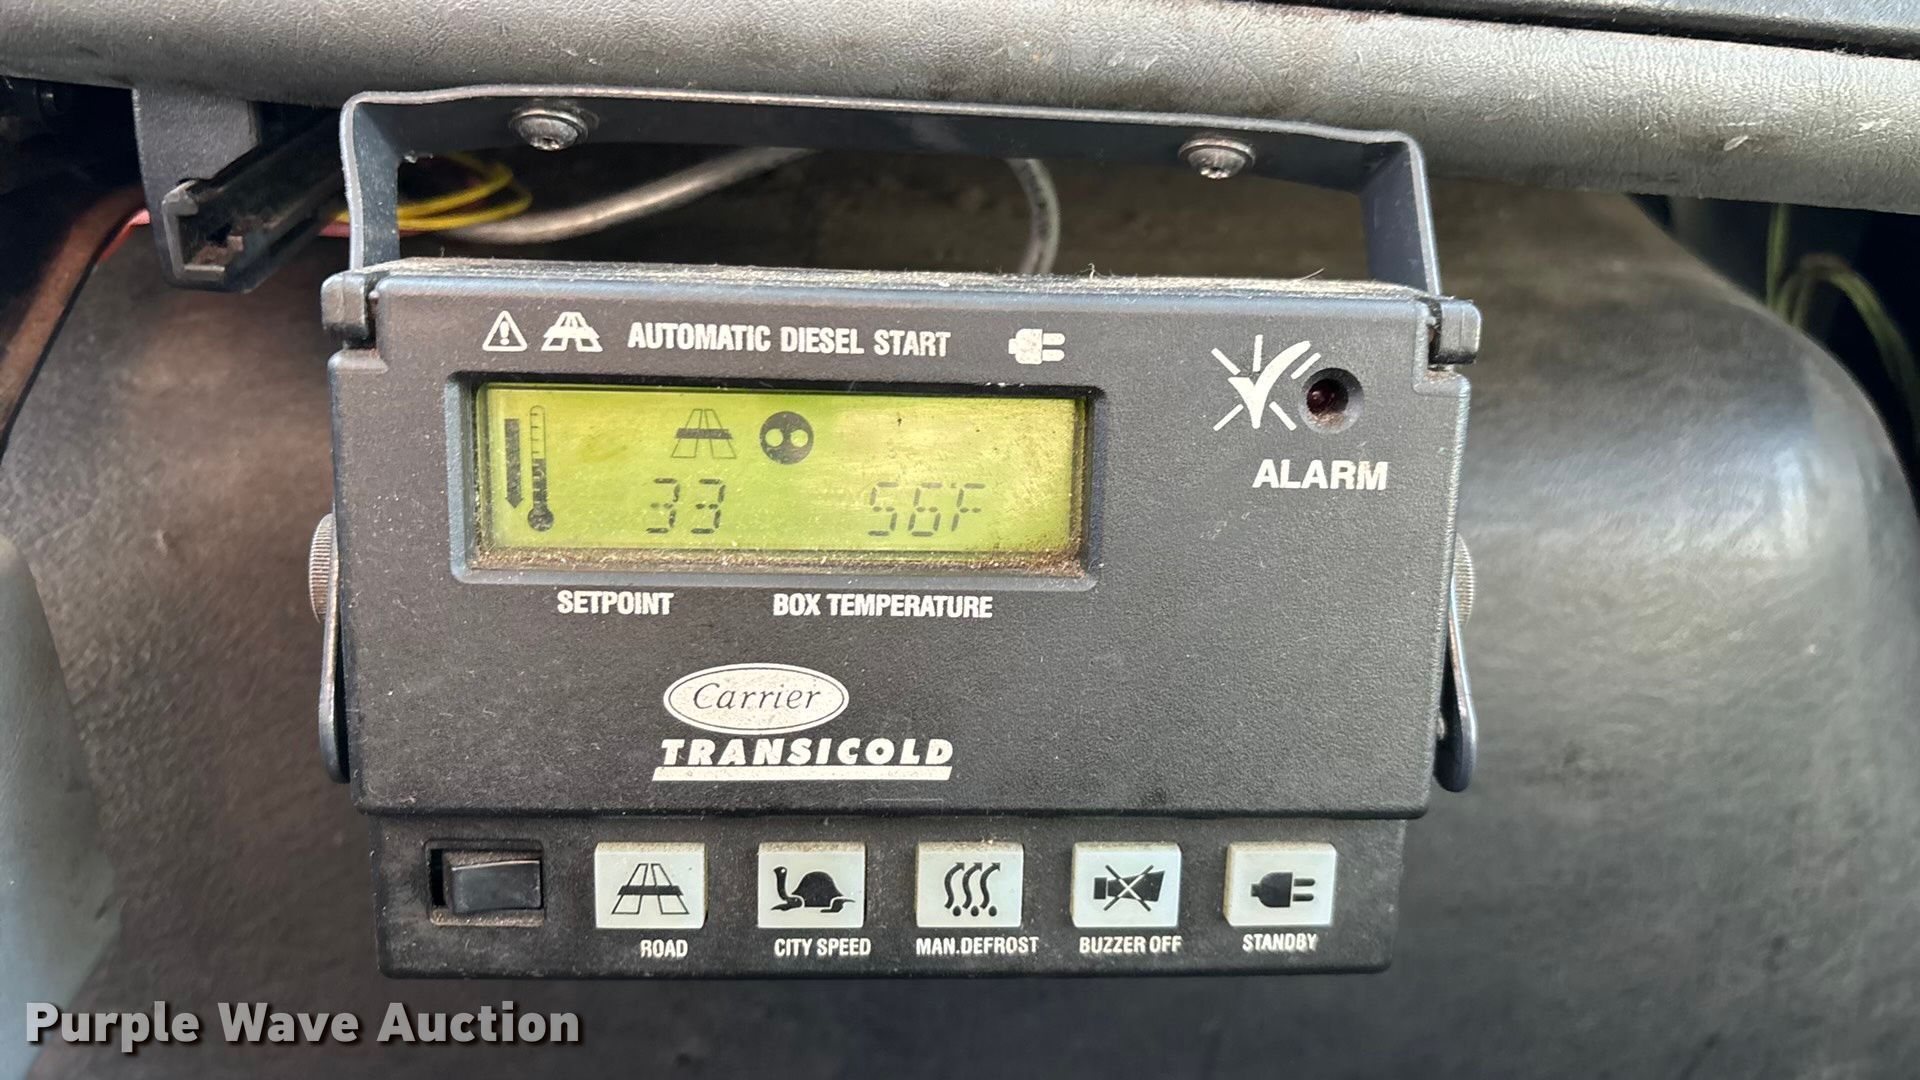 AUTOMATIC DIESEL START
ALARM
33 56F
SETPOINT BOX TEMPERATURE
Carrier
TRANSICOLD
ROAD CITY SPEED MAN.DEFROST BUZZER OFF STANDBY
Purple Wave Auction